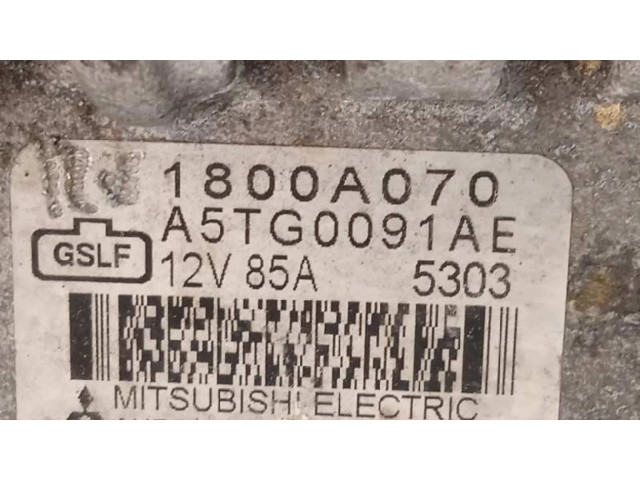 1800A070
A5TG0091AE
GSLF
12V 85A 5303
MITSUBISHI ELECTRIC